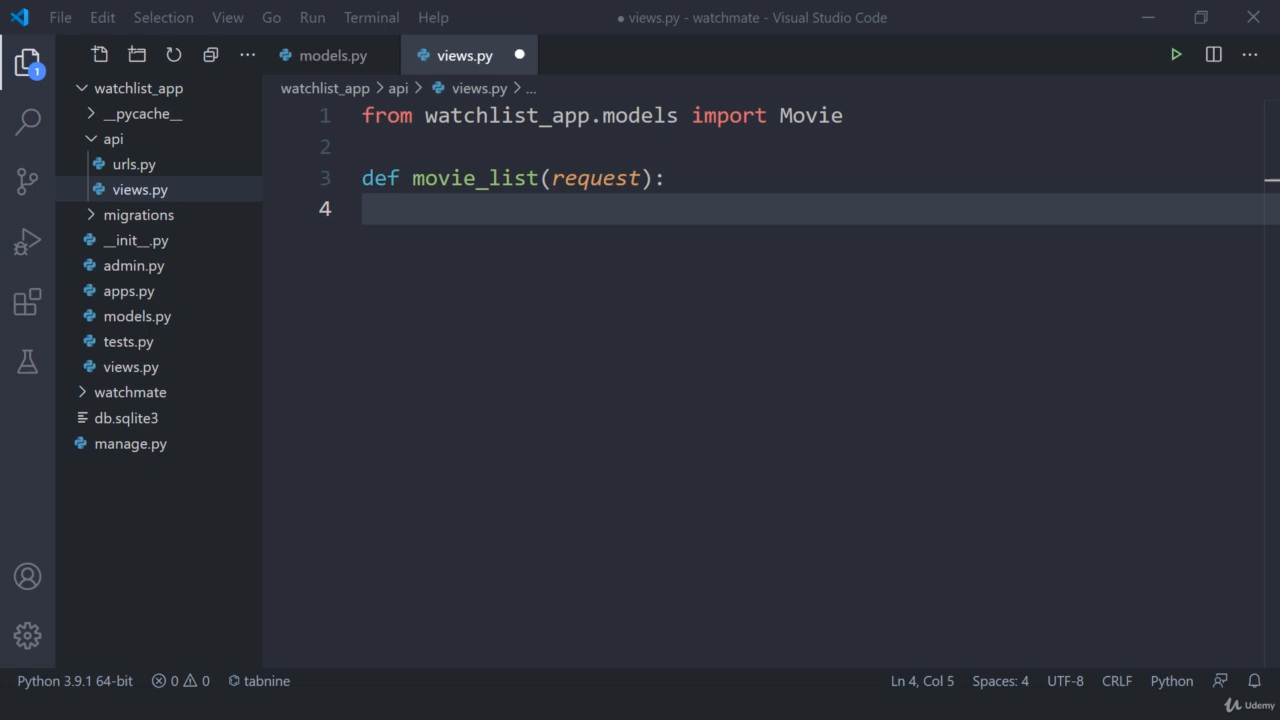 File Edit Selection View Go Run Terminal Help
● views.py - watchmate - Visual Studio Code
models.py
views.py
watchlist_app > api > views.py > ...
1
watchlist_app
__pycache__
api
urls.py
views.py
migrations
__init__.py
admin.py
apps.py
models.py
tests.py
views.py
watchmate
db.sqlite3
manage.py
1 from watchlist_app.models import Movie
2
3 def movie_list(request):
4
Python 3.9.1 64-bit 0 0 tabnine Ln 4, Col 5 Spaces: 4 UTF-8 CRLF Python
Udemy